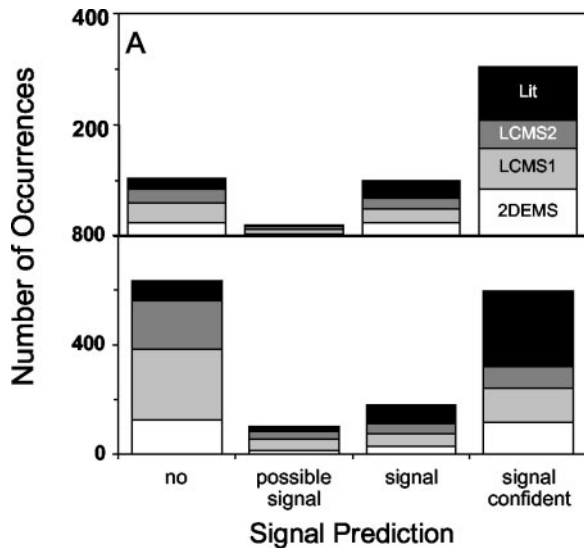 400
A
Lit
200
LCMS2
LCMS1
2DEMS
800
400
0
no
possible
signal
signal
signal
confident
Number of Occurrences
Signal Prediction